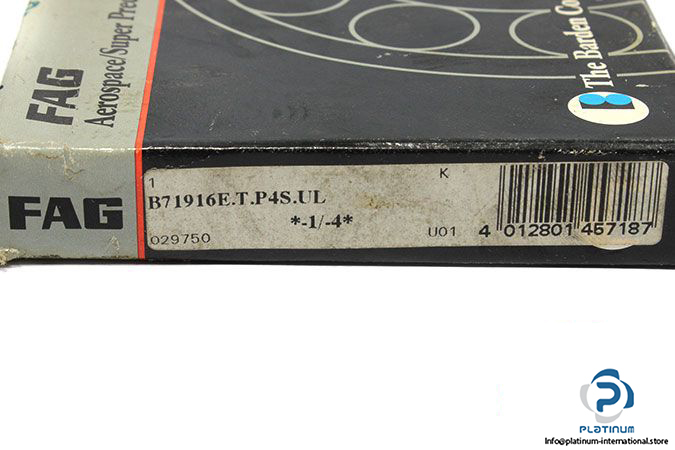 FAG
Aerospace/Super Prec
The Barden Co
B
FAG
1
K
B71916E.T.P4S.UL
*-1/-4*
029750
U01
4 012801 457187
P
PLATINUM
Info@platinum-international.store